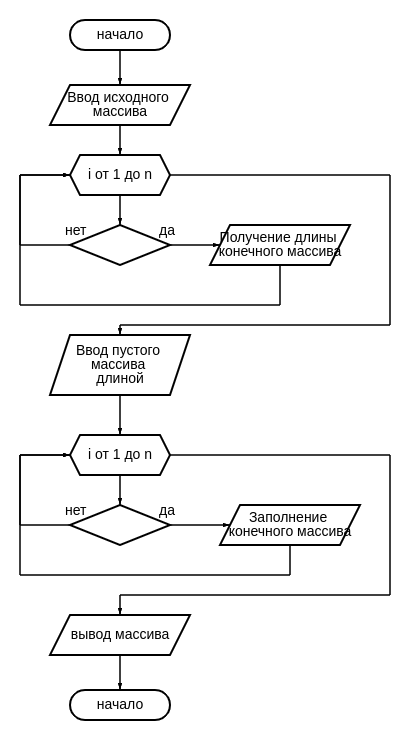 начало
Ввод исходного
массива
i от 1 до n
нет
да
Получение длины
конечного массива
Ввод пустого
массива
длиной
i от 1 до n
нет
да
Заполнение
конечного массива
вывод массива
начало